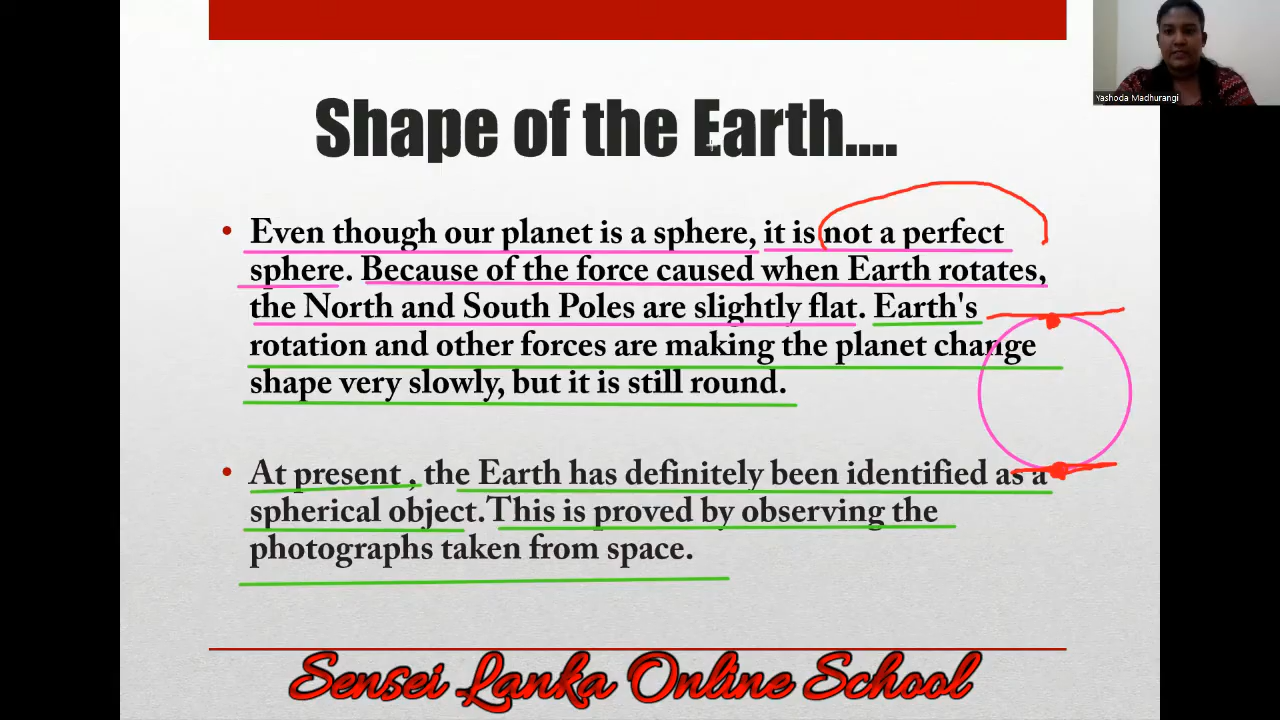 Yashoda Madhurangi
Shape of the Earth....
• Even though our planet is a sphere, it is not a perfect
sphere. Because of the force caused when Earth rotates,
the North and South Poles are slightly flat. Earth's
rotation and other forces are making the planet change
shape very slowly, but it is still round.
• At present , the Earth has definitely been identified as a
spherical object.This is proved by observing the
photographs taken from space.
Sensei Lanka Online School